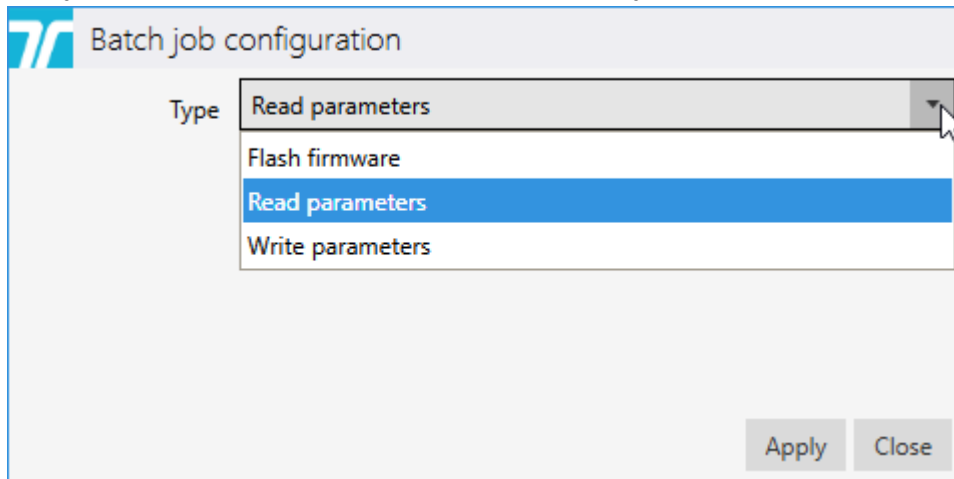 Batch job configuration
Type Read parameters
Flash firmware
Read parameters
Write parameters
Apply Close